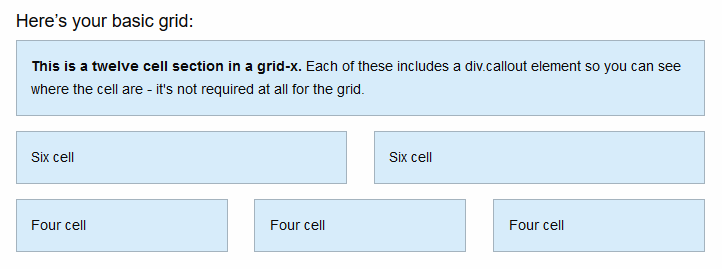 Here's your basic grid:
This is a twelve cell section in a grid-x. Each of these includes a div.callout element so you can see
where the cell are - it's not required at all for the grid.
Six cell
Six cell
Four cell
Four cell
Four cell